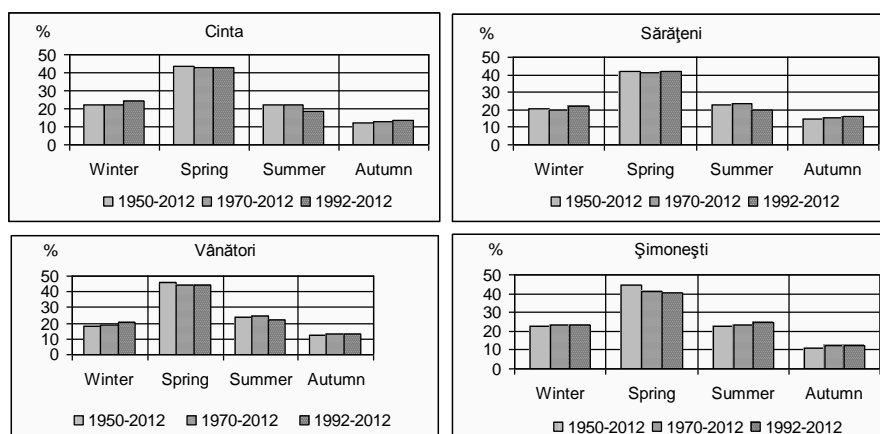 % Cinta
50
40
30
20
10
0
Winter Spring Summer Autumn
1950-2012 1970-2012 1992-2012
% Sărăţeni
50
40
30
20
10
0
Winter Spring Summer Autumn
1950-2012 1970-2012 1992-2012
% Vânători
50
40
30
20
10
0
Winter Spring Summer Autumn
1950-2012 1970-2012 1992-2012
% Şimoneşti
50
40
30
20
10
0
Winter Spring Summer Autumn
1950-2012 1970-2012 1992-2012